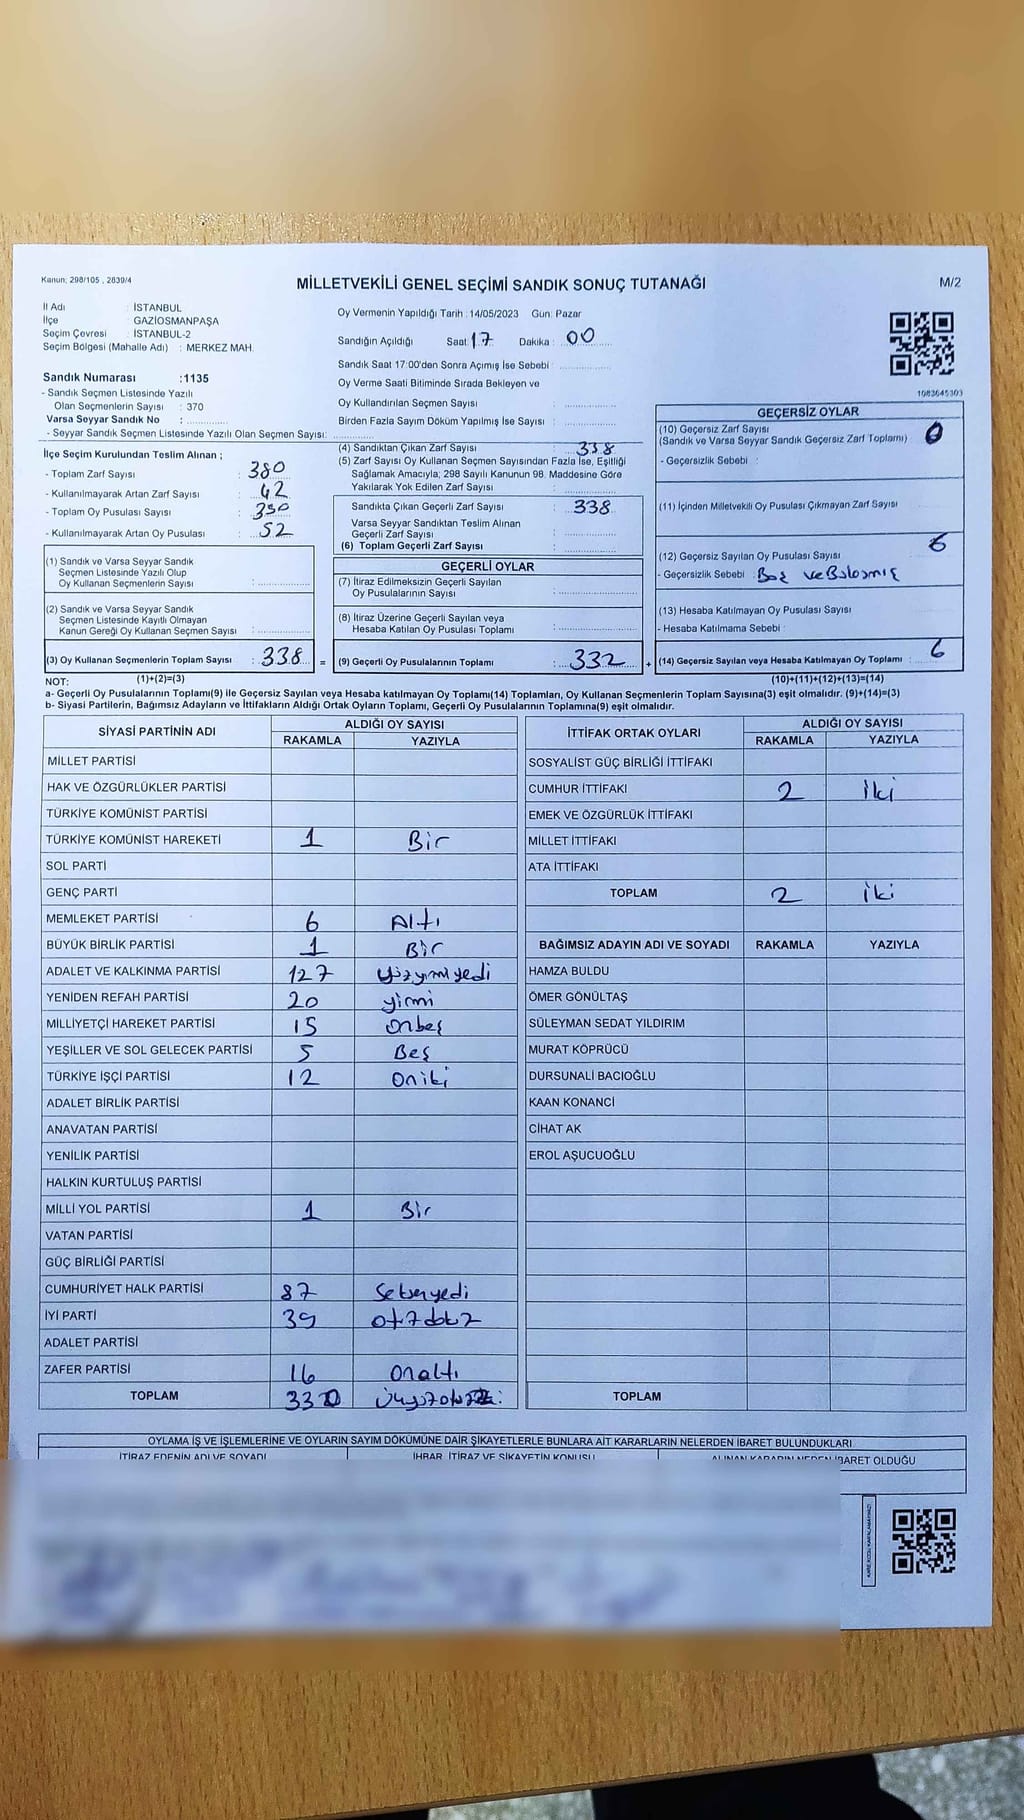 Kanun: 298/105 , 2839/4
MİLLETVEKİLİ GENEL SEÇİMİ SANDIK SONUÇ TUTANAĞI
M/2
İl Adı : İSTANBUL
İlçe GAZİOSMANPAŞA
Seçim Çevresi : İSTANBUL-2
Seçim Bölgesi (Mahalle Adı) : MERKEZ MAH.
Sandık Numarası :1135
- Sandık Seçmen Listesinde Yazılı
Olan Seçmenlerin Sayısı : 370
Varsa Seyyar Sandık No :
- Seyyar Sandık Seçmen Listesinde Yazılı Olan Seçmen Sayısı:
İlçe Seçim Kurulundan Teslim Alınan ;
- Toplam Zarf Sayısı : 380
- Kullanılmayarak Artan Zarf Sayısı : 42
- Toplam Oy Pusulası Sayısı :
- Kullanılmayarak Artan Oy Pusulası : 52
Oy Vermenin Yapıldığı Tarih :14/05/2023 Gün: Pazar
Sandığın Açıldığı Saat: 17 Dakika : 00
Sandık Saat 17:00'den Sonra Açımış İse Sebebi :
Oy Verme Saati Bitiminde Sırada Bekleyen ve
Oy Kullandırılan Seçmen Sayısı :
Birden Fazla Sayım Döküm Yapılmış İse Sayısı :
(4) Sandıktan Çıkan Zarf Sayısı : 338
(5) Zarf Sayısı Oy Kullanan Seçmen Sayısından Fazla İse, Eşitliği
Sağlamak Amacıyla; 298 Sayılı Kanunun 98. Maddesine Göre
Yakılarak Yok Edilen Zarf Sayısı :
Sandıkta Çıkan Geçerli Zarf Sayısı : 338
Varsa Seyyar Sandıktan Teslim Alınan
Geçerli Zarf Sayısı :
(6) Toplam Geçerli Zarf Sayısı :
1083645303
GEÇERSİZ OYLAR
(10) Geçersiz Zarf Sayısı 0
(Sandık ve Varsa Seyyar Sandık Geçersiz Zarf Toplamı) :
- Geçersizlik Sebebi :
(11) İçinden Milletvekili Oy Pusulası Çıkmayan Zarf Sayısı
(12) Geçersiz Sayılan Oy Pusulası Sayısı 6
- Geçersizlik Sebebi : Boş ve
(13) Hesaba Katılmayan Oy Pusulası Sayısı
- Hesaba Katılmama Sebebi :
(1) Sandık ve Varsa Seyyar Sandık
Seçmen Listesinde Yazılı Olup
Oy Kullanan Seçmenlerin Sayısı :
(2) Sandık ve Varsa Seyyar Sandık
Seçmen Listesinde Kayıtlı Olmayan
Kanun Gereği Oy Kullanan Seçmen Sayısı :
GEÇERLİ OYLAR
(7) İtiraz Edilmeksizin Geçerli Sayılan
Oy Pusulalarının Sayısı :
(8) İtiraz Üzerine Geçerli Sayılan veya
Hesaba Katılan Oy Pusulası Toplamı :
(3) Oy Kullanan Seçmenlerin Toplam Sayısı : 338 = (9) Geçerli Oy Pusulalarının Toplamı : 332 + (14) Geçersiz Sayılan veya Hesaba Katılmayan Oy Toplamı : 6
NOT: (1)+(2)=(3) (10)+(11)+(12)+(13)=(14)
a- Geçerli Oy Pusulalarının Toplamı(9) ile Geçersiz Sayılan veya Hesaba katılmayan Oy Toplamı(14) Toplamları, Oy Kullanan Seçmenlerin Toplam Sayısına(3) eşit olmalıdır. (9)+(14)=(3)
b- Siyasi Partilerin, Bağımsız Adayların ve İttifakların Aldığı Ortak Oyların Toplamı, Geçerli Oy Pusulalarının Toplamına(9) eşit olmalıdır.
SİYASİ PARTİNİN ADI ALDIĞI OY SAYISI
RAKAMLA YAZIYLA
MİLLET PARTİSİ
HAK VE ÖZGÜRLÜKLER PARTİSİ
TÜRKİYE KOMÜNİST PARTİSİ
TÜRKİYE KOMÜNİST HAREKETİ 1 Bir
SOL PARTİ
GENÇ PARTİ
MEMLEKET PARTİSİ 6 Altı
BÜYÜK BİRLİK PARTİSİ 1 Bir
ADALET VE KALKINMA PARTİSİ 127 yüzyirmiyedi
YENİDEN REFAH PARTİSİ 20 yirmi
MİLLİYETÇİ HAREKET PARTİSİ 15 onbeş
YEŞİLLER VE SOL GELECEK PARTİSİ 5 Beş
TÜRKİYE İŞÇİ PARTİSİ 12 oniki
ADALET BİRLİK PARTİSİ
ANAVATAN PARTİSİ
YENİLİK PARTİSİ
HALKIN KURTULUŞ PARTİSİ
MİLLİ YOL PARTİSİ 1 Bir
VATAN PARTİSİ
GÜÇ BİRLİĞİ PARTİSİ
CUMHURİYET HALK PARTİSİ 87 Seksenyedi
İYİ PARTİ 39 otuzdokuz
ADALET PARTİSİ
ZAFER PARTİSİ 16 onaltı
TOPLAM
İTTİFAK ORTAK OYLARI ALDIĞI OY SAYISI
RAKAMLA YAZIYLA
SOSYALİST GÜÇ BİRLİĞİ İTTİFAKI
CUMHUR İTTİFAKI 2 İki
EMEK VE ÖZGÜRLÜK İTTİFAKI
MİLLET İTTİFAKI
ATA İTTİFAKI
TOPLAM 2 İki
BAĞIMSIZ ADAYIN ADI VE SOYADI RAKAMLA YAZIYLA
HAMZA BULDU
ÖMER GÖNÜLTAŞ
SÜLEYMAN SEDAT YILDIRIM
MURAT KÖPRÜCÜ
DURSUNALİ BACIOĞLU
KAAN KONANCİ
CİHAT AK
EROL AŞUCUOĞLU
TOPLAM
OYLAMA İŞ VE İŞLEMLERİNE VE OYLARIN SAYIM DÖKÜMÜNE DAİR ŞİKAYETLERLE BUNLARA AİT KARARLARIN NELERDEN İBARET BULUNDUKLARI
İTİRAZ EDENİN ADI VE SOYADI İHBAR, İTİRAZ VE ŞİKAYETİN KONUSU ALINAN KARARIN NEDEN İBARET OLDUĞU